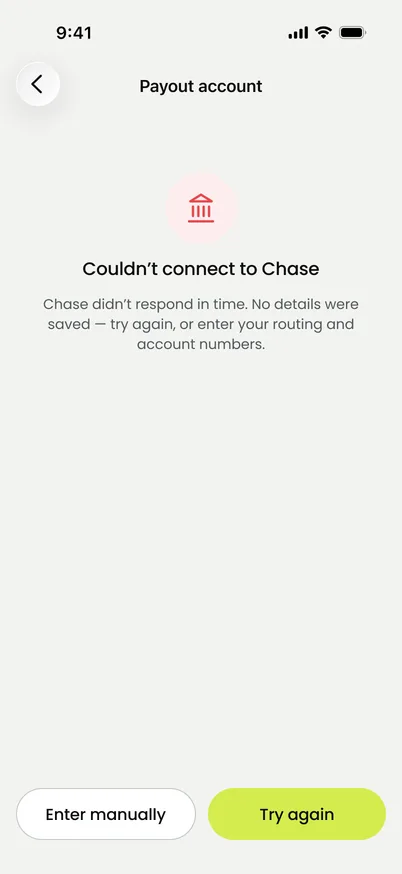 9:41
Payout account
Couldn’t connect to Chase
Chase didn’t respond in time. No details were
saved — try again, or enter your routing and
account numbers.
Enter manually
Try again